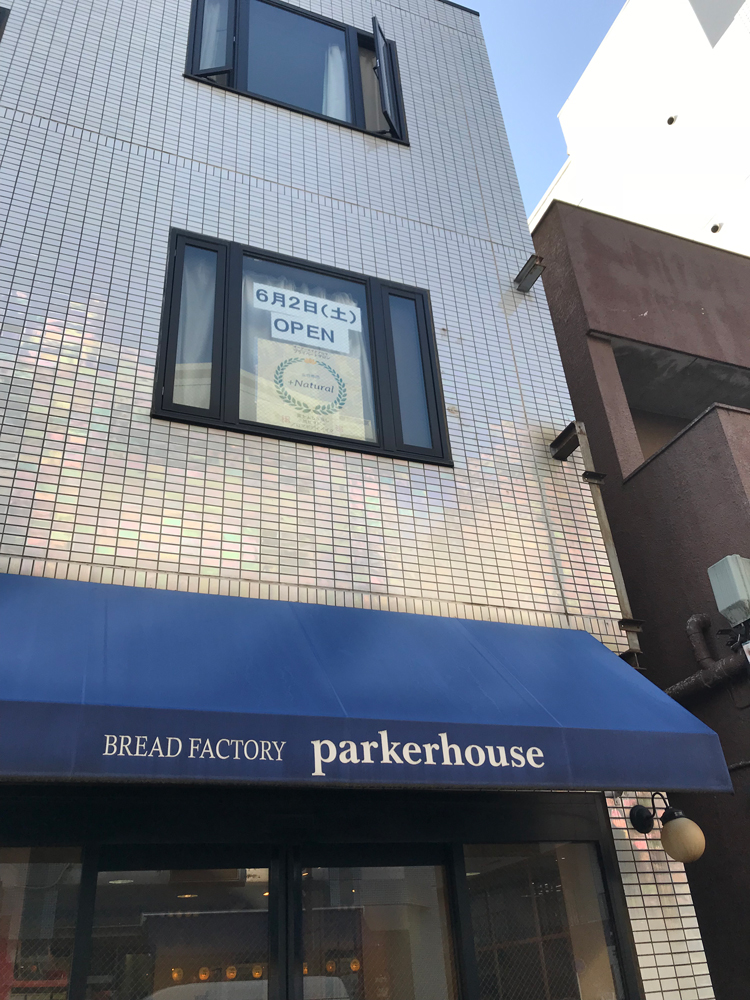 6月2日(土)
OPEN
+Natural
BREAD FACTORY parkerhouse